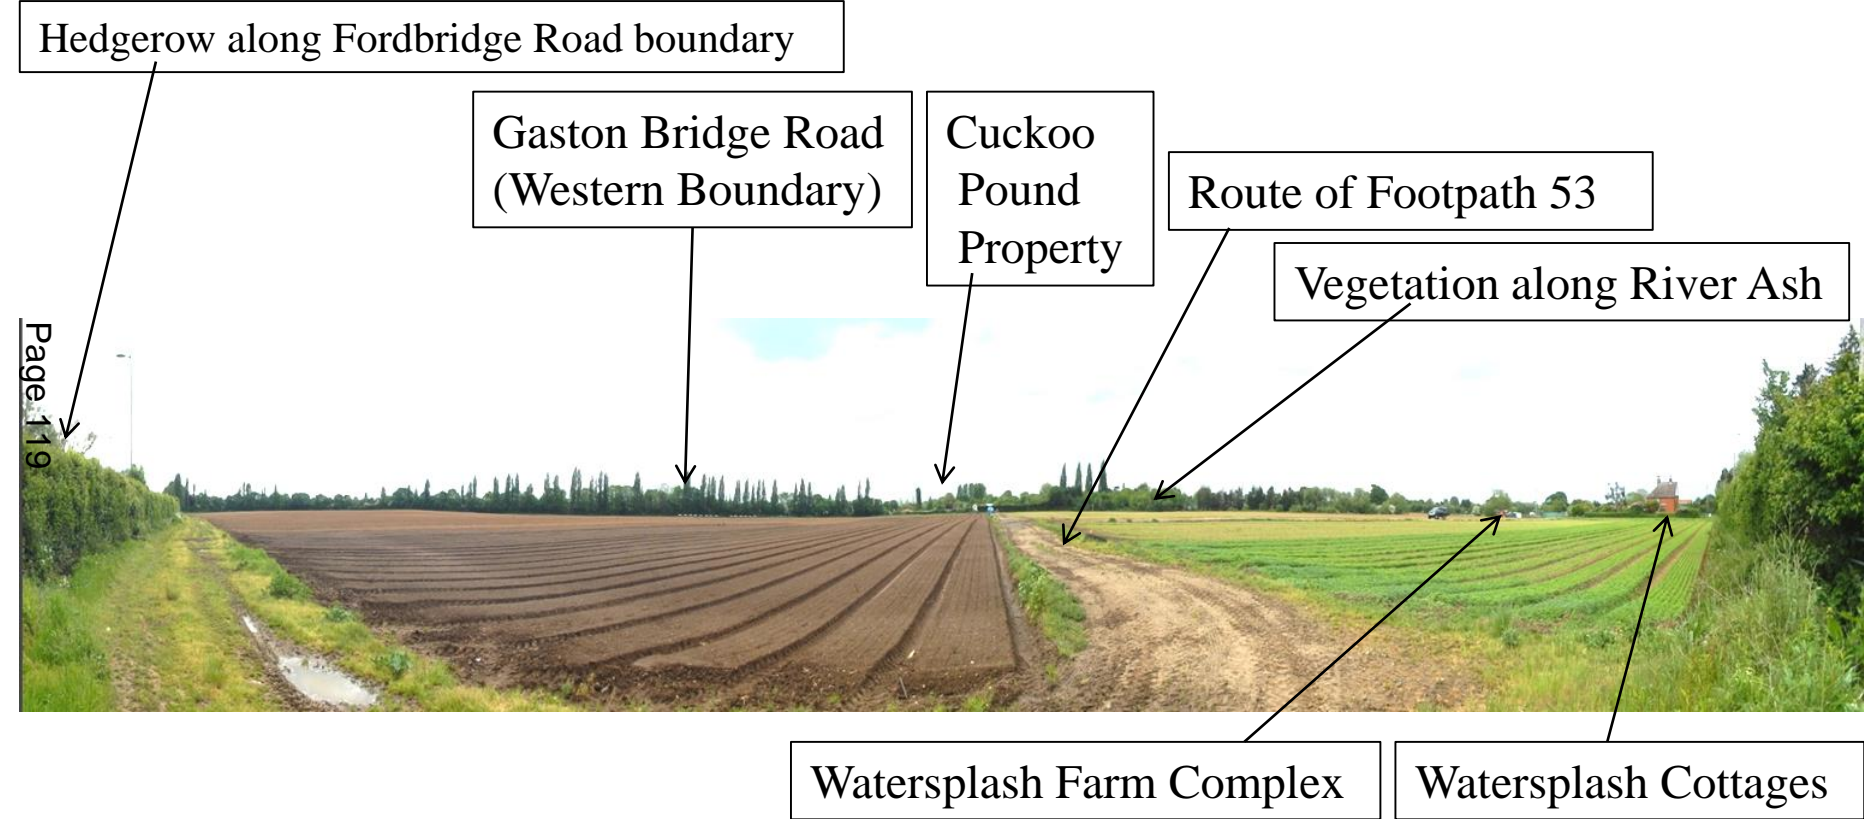 Hedgerow along Fordbridge Road boundary
Gaston Bridge Road
(Western Boundary)
Cuckoo
Pound
Property
Route of Footpath 53
Vegetation along River Ash
Page 119
Watersplash Farm Complex
Watersplash Cottages